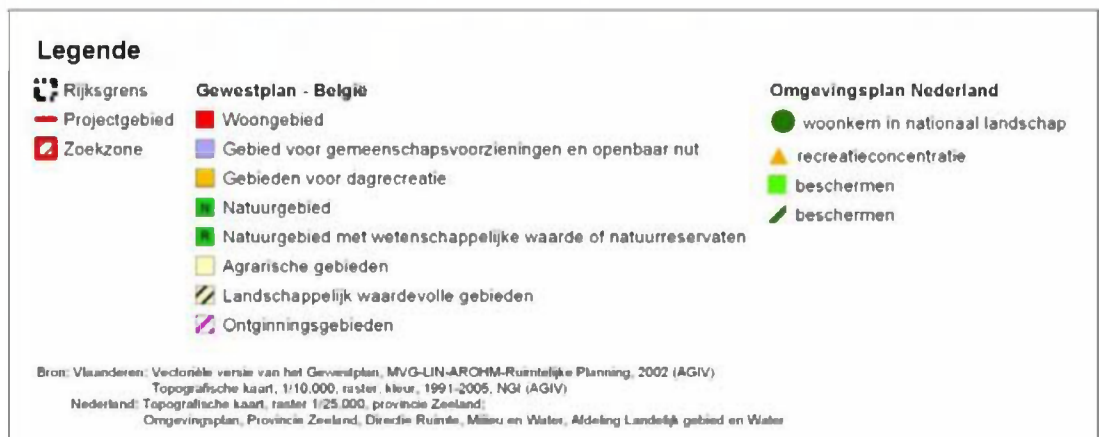 Legende
Rijksgrens
Projectgebied
Zoekzone
Gewestplan - België
Woongebied
Gebied voor gemeenschapsvoorzieningen en openbaar nut
Gebieden voor dagrecreatie
N Natuurgebied
R Natuurgebied met wetenschappelijke waarde of natuurreservaten
Agrarische gebieden
Landschappelijk waardevolle gebieden
Ontginningsgebieden
Omgevingsplan Nederland
woonkern in nationaal landschap
recreatieconcentratie
beschermen
beschermen
Bron: Vlaanderen: Vectoriële versie van het Gewestplan, MVG-LIN-AROHM-Ruimtelijke Planning, 2002 (AGIV)
Topografische kaart, 1/10.000, raster, kleur, 1991-2005, NGI (AGIV)
Nederland: Topografische kaart, raster 1/25.000, provincie Zeeland;
Omgevingsplan, Provincie Zeeland, Directie Ruimte, Milieu en Water, Afdeling Landelijk gebied en Water